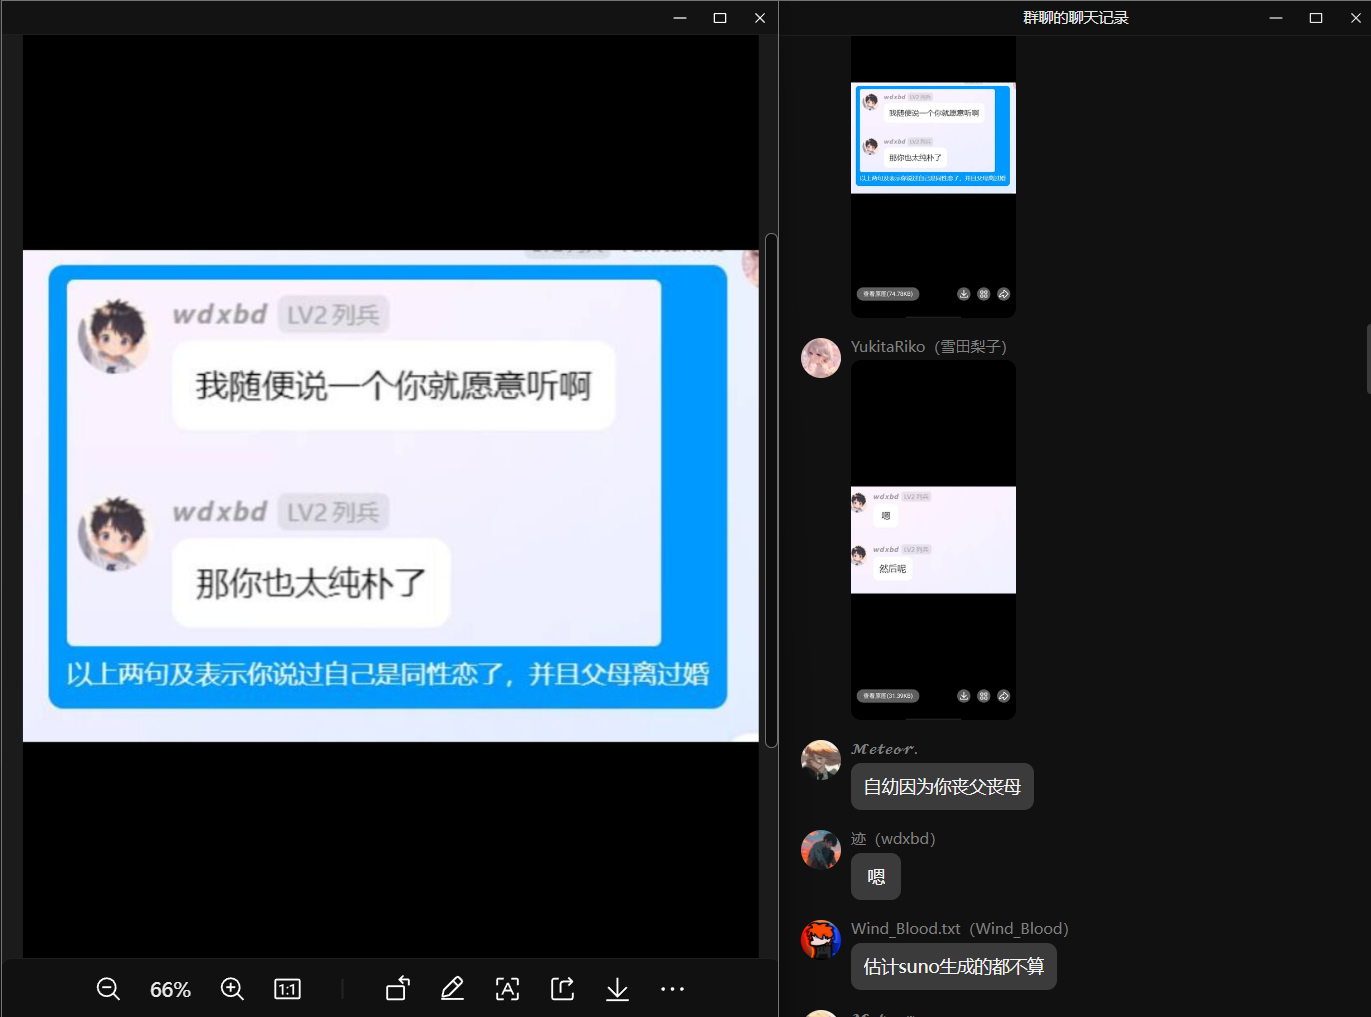 wdxbd LV2 列兵
我随便说一个你就愿意听啊
wdxbd LV2 列兵
那你也太纯朴了
以上两句及表示你说过自己是同性恋了，并且父母离过婚
66%
1:1
A
群聊的聊天记录
wdxbd LV2 列兵
我随便说一个你就愿意听啊
wdxbd LV2 列兵
那你也太纯朴了
以上两句及表示你说过自己是同性恋了，并且父母离过婚
查看原图(74.78KB)
YukitaRiko（雪田梨子）
wdxbd LV2 列兵
嗯
wdxbd LV2 列兵
然后呢
查看原图(31.39KB)
𝓜𝓮𝓽𝓮𝓸𝓻.
自幼因为你丧父丧母
迹（wdxbd）
嗯
Wind_Blood.txt（Wind_Blood）
估计suno生成的都不算